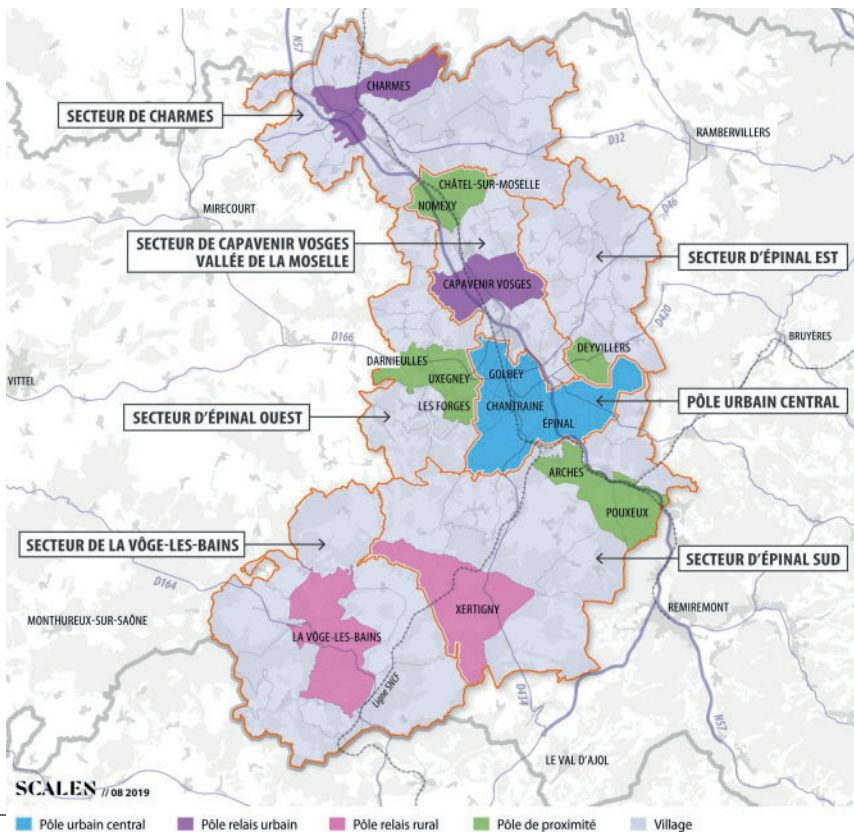 N57
CHARMES
SECTEUR DE CHARMES
D32
RAMBERVILLERS
CHÂTEL-SUR-MOSELLE
NOMEXY
MIRECOURT
D46
SECTEUR DE CAPAVENIR VOSGES
VALLÉE DE LA MOSELLE
SECTEUR D'ÉPINAL EST
CAPAVENIR VOSGES
D420
BRUYÈRES
D166
DEYVILLERS
DARNIEULLES
GOLBEY
UXEGNEY
VITTEL
LES FORGES
CHANTRAINE
PÔLE URBAIN CENTRAL
SECTEUR D'ÉPINAL OUEST
ÉPINAL
ARCHES
POUXEUX
SECTEUR DE LA VÔGE-LES-BAINS
SECTEUR D'ÉPINAL SUD
D164
XERTIGNY
REMIREMONT
MONTHUREUX-SUR-SAÔNE
LA VÔGE-LES-BAINS
Ligne SNCF
D434
N57
LE VAL D'AJOL
SCALEN // 08 2019
Pôle urbain central Pôle relais urbain Pôle relais rural Pôle de proximité Village